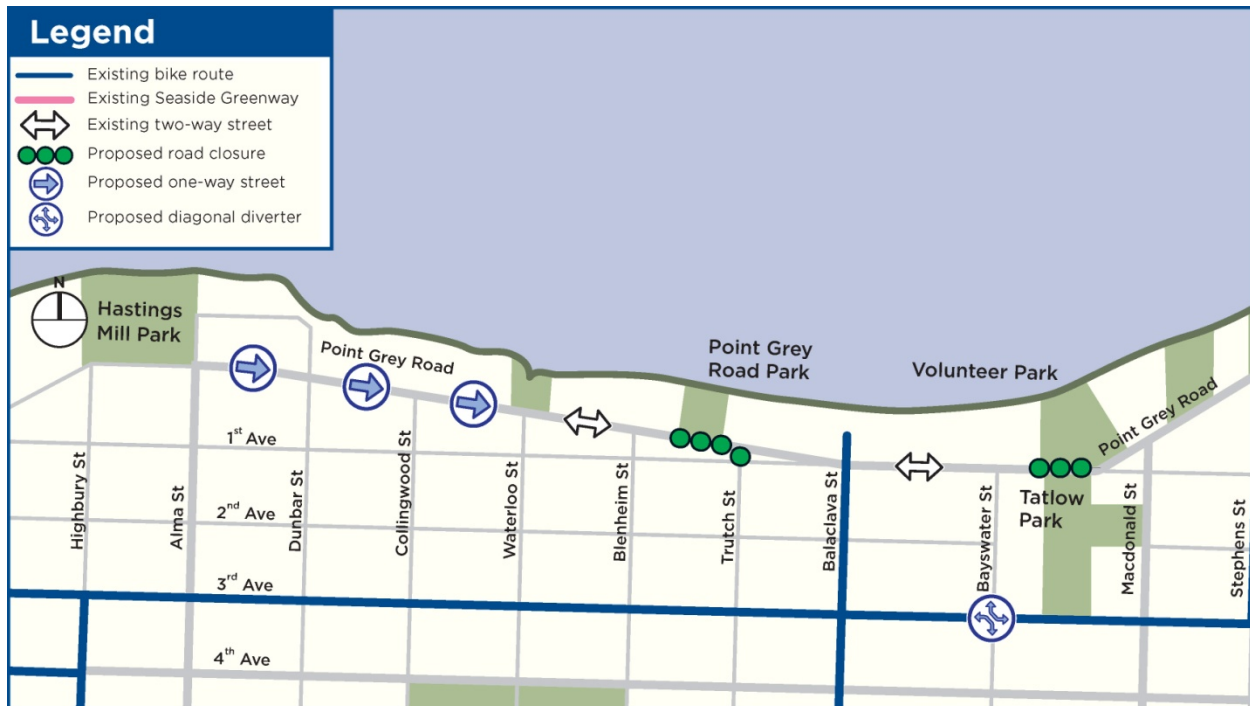 Legend
Existing bike route
Existing Seaside Greenway
Existing two-way street
Proposed road closure
Proposed one-way street
Proposed diagonal diverter
N
Hastings
Mill Park
Point Grey Road
Point Grey
Road Park
Volunteer Park
Point Grey Road
Tatlow
Park
1st Ave
2nd Ave
3rd Ave
4th Ave
Highbury St
Alma St
Dunbar St
Collingwood St
Waterloo St
Blenheim St
Trutch St
Balaclava St
Bayswater St
Macdonald St
Stephens St